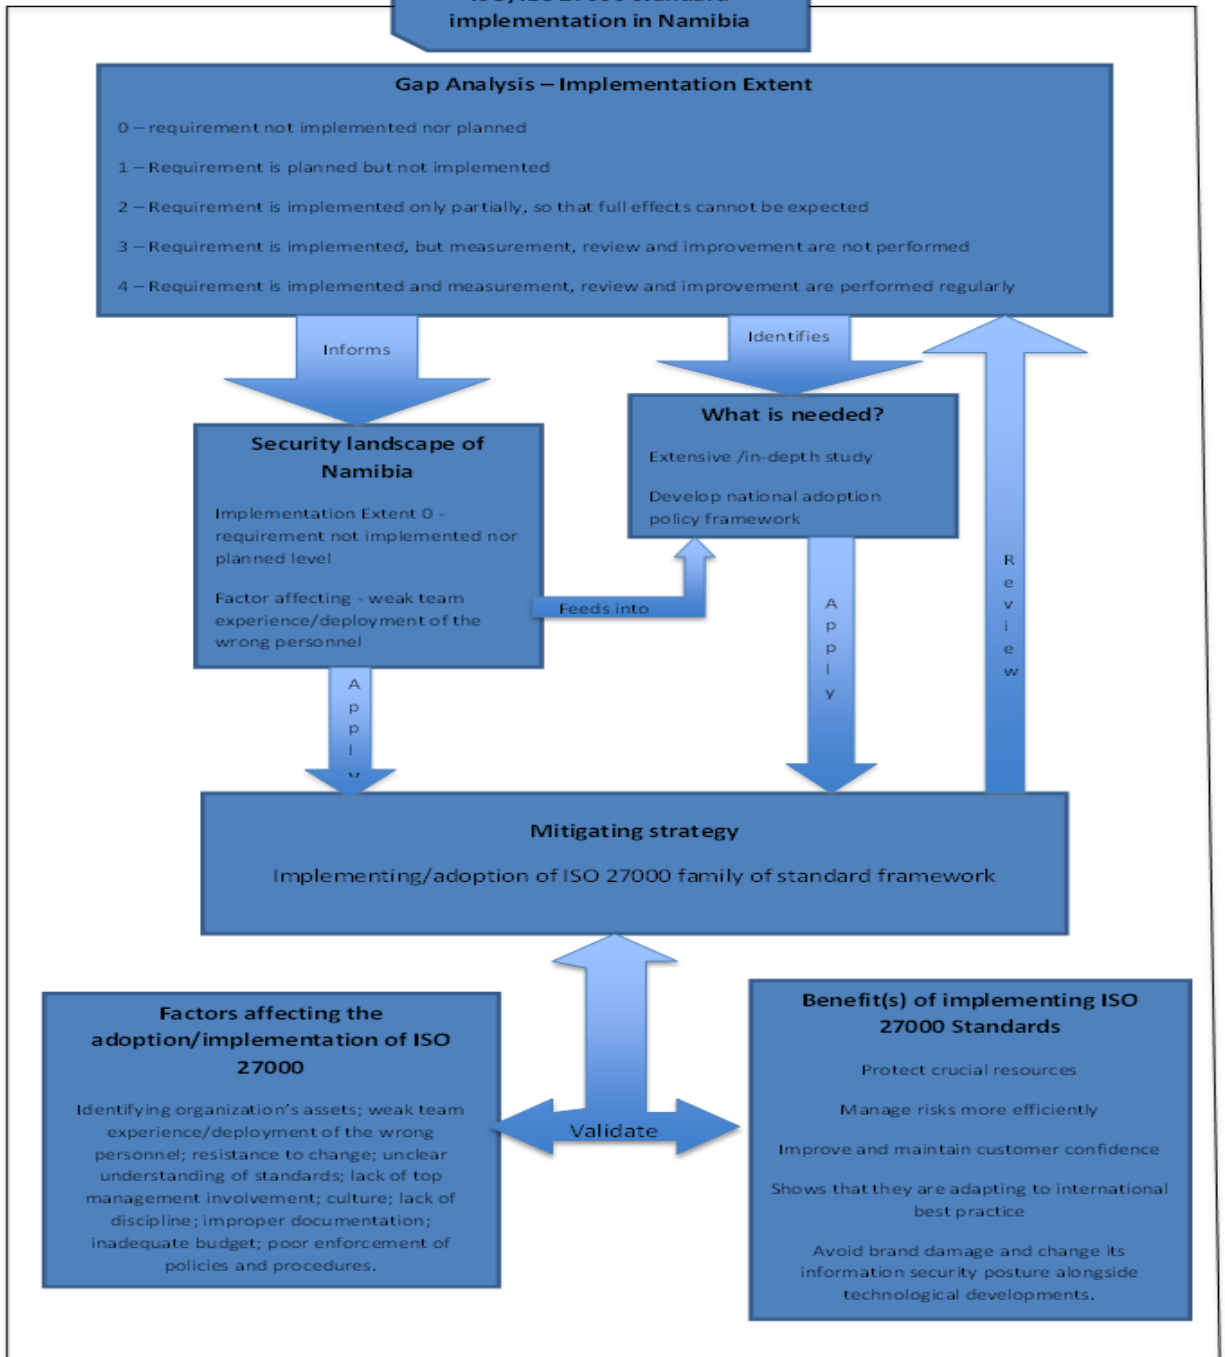 implementation in Namibia
Gap Analysis – Implementation Extent
0 – requirement not implemented nor planned
1 – Requirement is planned but not implemented
2 – Requirement is implemented only partially, so that full effects cannot be expected
3 – Requirement is implemented, but measurement, review and improvement are not performed
4 – Requirement is implemented and measurement, review and improvement are performed regularly
Informs
Identifies
Security landscape of
Namibia
Implementation Extent 0 -
requirement not implemented nor
planned level
Factor affecting - weak team
experience/deployment of the
wrong personnel
What is needed?
Extensive /in-depth study
Develop national adoption
policy framework
Feeds into
Apply
Apply
Review
Mitigating strategy
Implementing/adoption of ISO 27000 family of standard framework
Factors affecting the
adoption/implementation of ISO
27000
Identifying organization's assets; weak team
experience/deployment of the wrong
personnel; resistance to change; unclear
understanding of standards; lack of top
management involvement; culture; lack of
discipline; improper documentation;
inadequate budget; poor enforcement of
policies and procedures.
Validate
Benefit(s) of implementing ISO
27000 Standards
Protect crucial resources
Manage risks more efficiently
Improve and maintain customer confidence
Shows that they are adapting to international
best practice
Avoid brand damage and change its
information security posture alongside
technological developments.